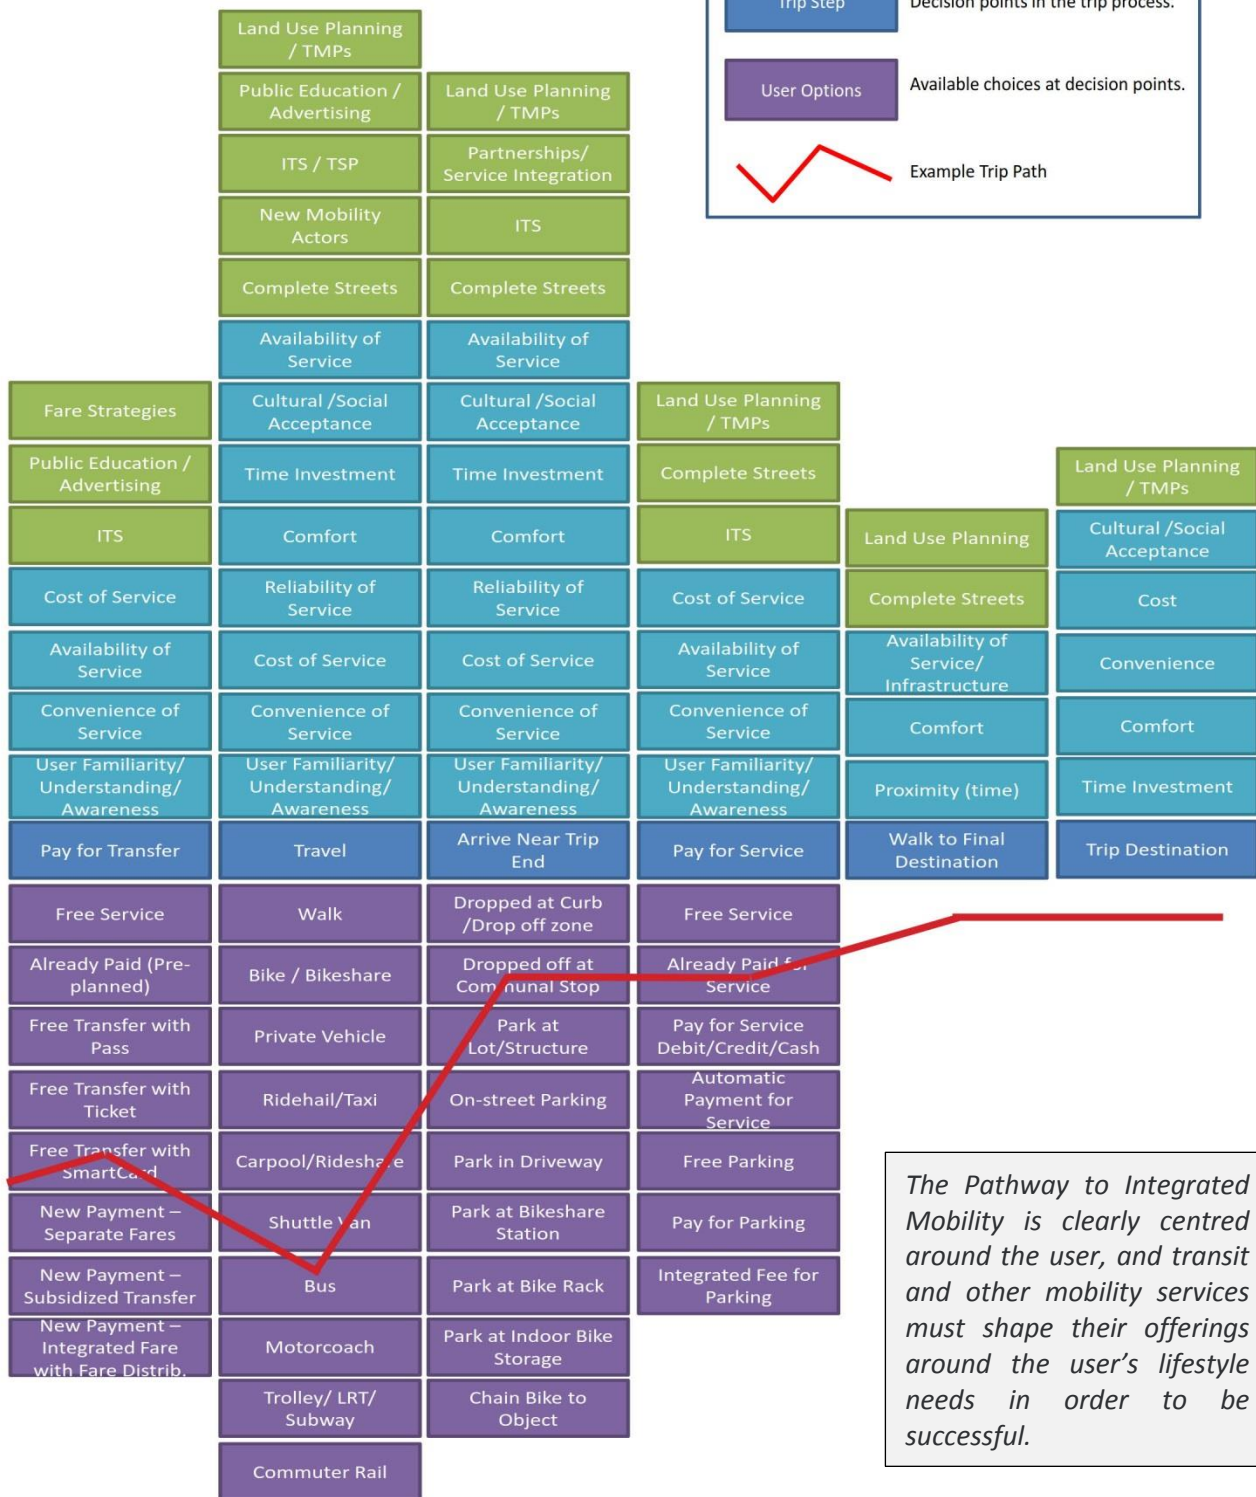 Trip Step
Decision points in the trip process.
User Options
Available choices at decision points.
Example Trip Path
Fare Strategies
Public Education /
Advertising
ITS
Cost of Service
Availability of
Service
Convenience of
Service
User Familiarity/
Understanding/
Awareness
Pay for Transfer
Free Service
Already Paid (Pre-
planned)
Free Transfer with
Pass
Free Transfer with
Ticket
Free Transfer with
SmartCard
New Payment –
Separate Fares
New Payment –
Subsidized Transfer
New Payment –
Integrated Fare
with Fare Distrib.
Land Use Planning
/ TMPs
Public Education /
Advertising
ITS / TSP
New Mobility
Actors
Complete Streets
Availability of
Service
Cultural /Social
Acceptance
Time Investment
Comfort
Reliability of
Service
Cost of Service
Convenience of
Service
User Familiarity/
Understanding/
Awareness
Travel
Walk
Bike / Bikeshare
Private Vehicle
Ridehail/Taxi
Carpool/Rideshare
Shuttle Van
Bus
Motorcoach
Trolley/ LRT/
Subway
Commuter Rail
Land Use Planning
/ TMPs
Partnerships/
Service Integration
ITS
Complete Streets
Availability of
Service
Cultural /Social
Acceptance
Time Investment
Comfort
Reliability of
Service
Cost of Service
Convenience of
Service
User Familiarity/
Understanding/
Awareness
Arrive Near Trip
End
Dropped at Curb
/Drop off zone
Dropped off at
Communal Stop
Park at
Lot/Structure
On-street Parking
Park in Driveway
Park at Bikeshare
Station
Park at Bike Rack
Park at Indoor Bike
Storage
Chain Bike to
Object
Land Use Planning
/ TMPs
Complete Streets
ITS
Cost of Service
Availability of
Service
Convenience of
Service
User Familiarity/
Understanding/
Awareness
Pay for Service
Free Service
Already Paid for
Service
Pay for Service
Debit/Credit/Cash
Automatic
Payment for
Service
Free Parking
Pay for Parking
Integrated Fee for
Parking
Land Use Planning
Complete Streets
Availability of
Service/
Infrastructure
Comfort
Proximity (time)
Walk to Final
Destination
Land Use Planning
/ TMPs
Cultural /Social
Acceptance
Cost
Convenience
Comfort
Time Investment
Trip Destination
The Pathway to Integrated
Mobility is clearly centred
around the user, and transit
and other mobility services
must shape their offerings
around the user's lifestyle
needs in order to be
successful.